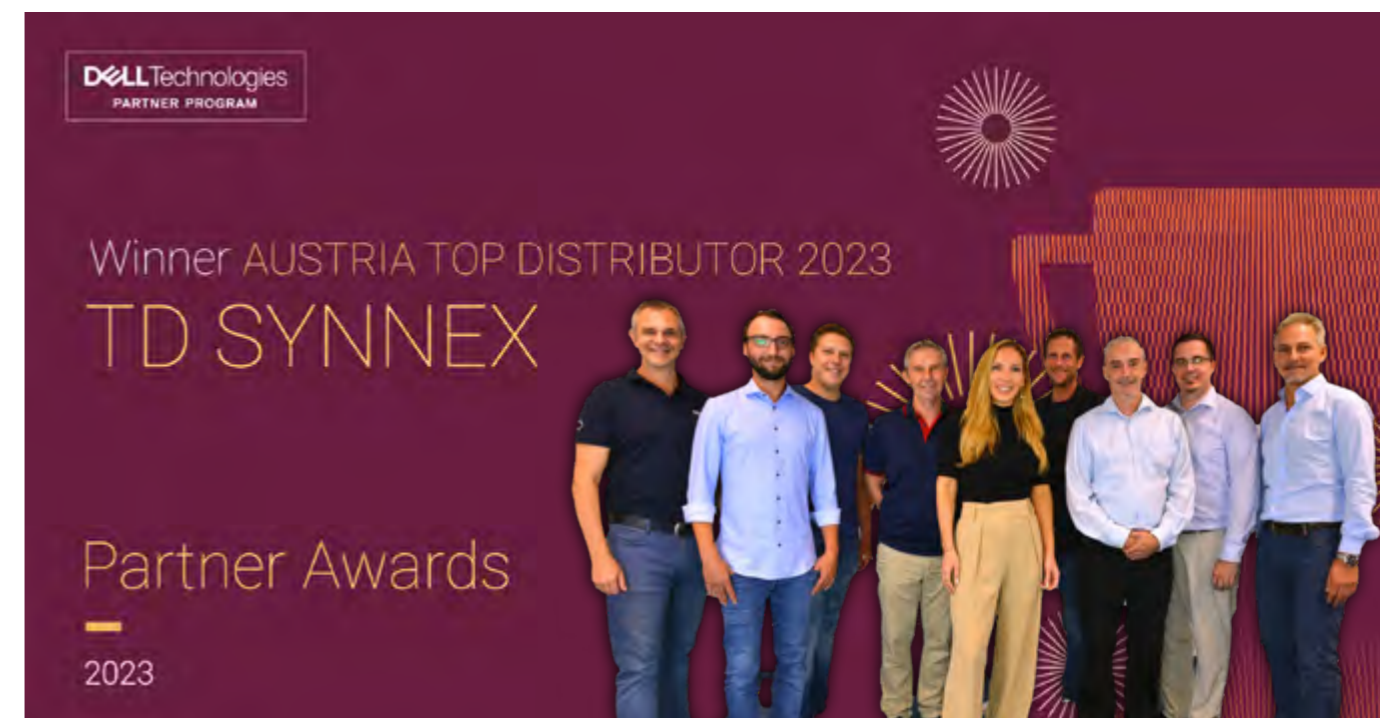 DELLTechnologies
PARTNER PROGRAM
Winner AUSTRIA TOP DISTRIBUTOR 2023
TD SYNNEX
Partner Awards
2023